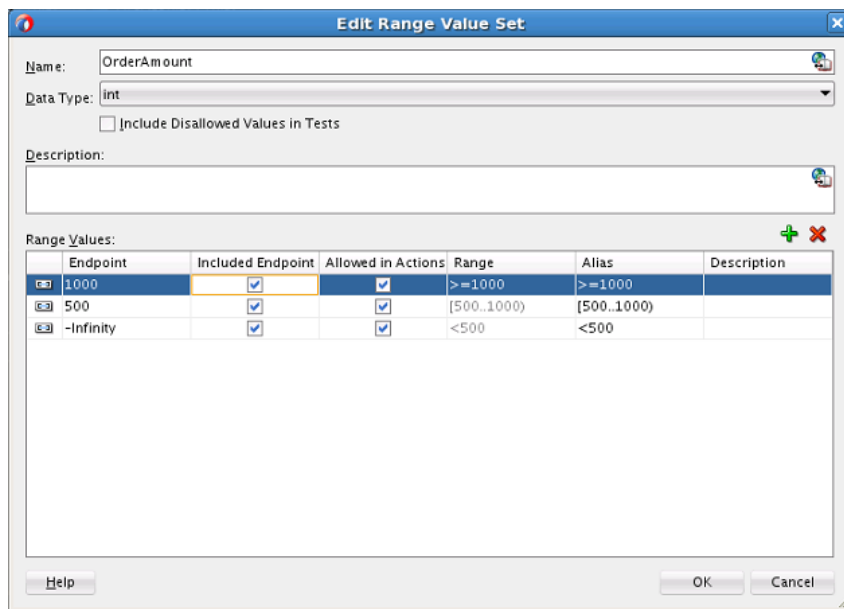 Edit Range Value Set
Name: OrderAmount
Data Type: int
Include Disallowed Values in Tests
Description:
Range Values:
Endpoint Included Endpoint Allowed in Actions Range Alias Description
1000 >=1000 >=1000
500 [500..1000) [500..1000)
-Infinity <500 <500
Help OK Cancel